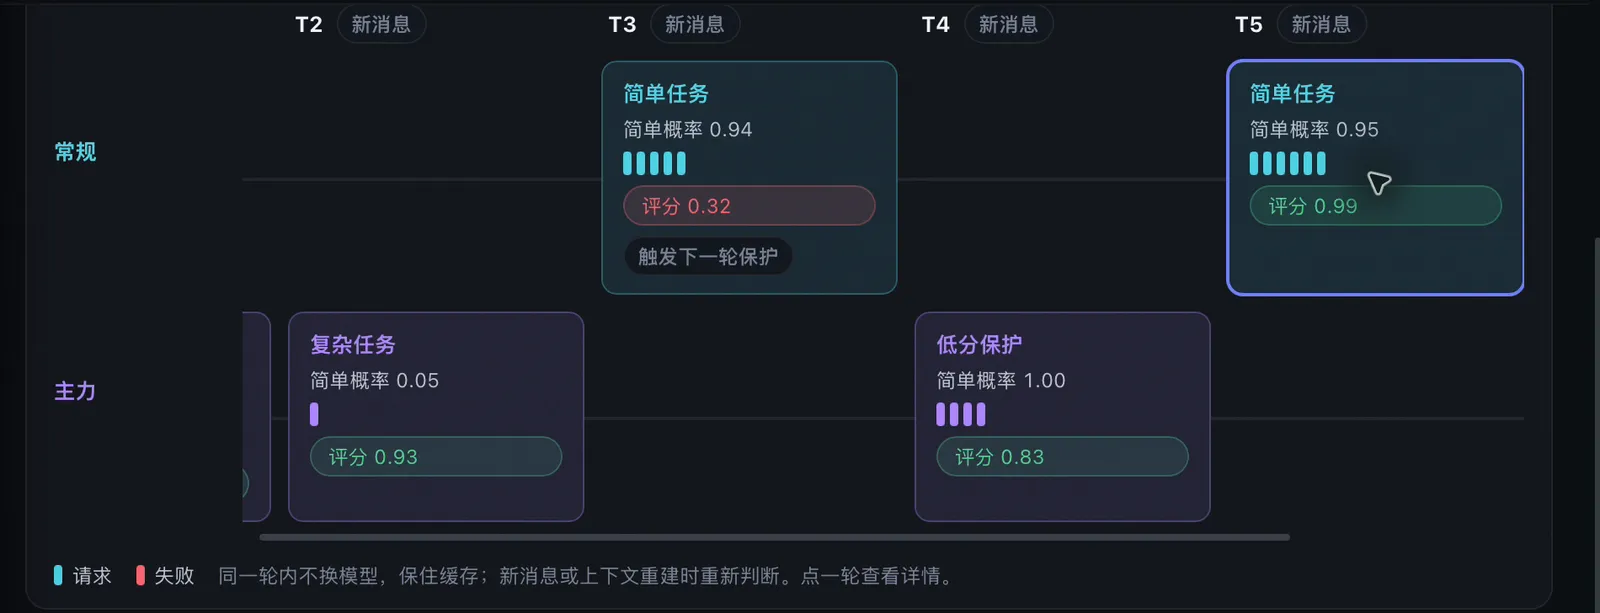 T2 新消息
T3 新消息
T4 新消息
T5 新消息
常规
简单任务
简单概率 0.94
评分 0.32
触发下一轮保护
简单任务
简单概率 0.95
评分 0.99
主力
复杂任务
简单概率 0.05
评分 0.93
低分保护
简单概率 1.00
评分 0.83
请求 失败 同一轮内不换模型，保住缓存；新消息或上下文重建时重新判断。点一轮查看详情。